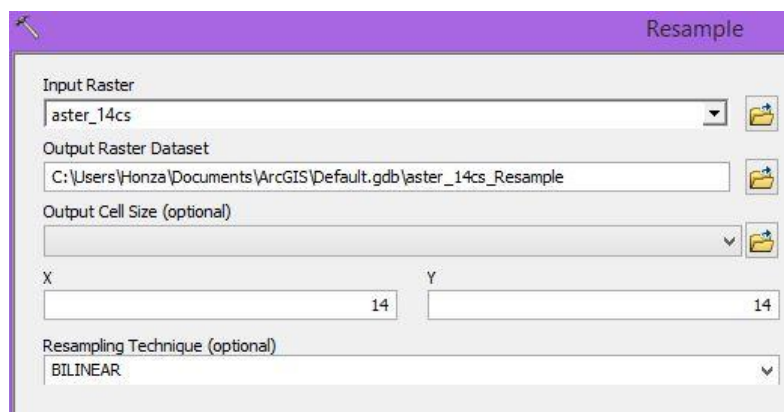 Resample
Input Raster
aster_14cs
Output Raster Dataset
C:\Users\Honza\Documents\ArcGIS\Default.gdb\aster_14cs_Resample
Output Cell Size (optional)
X Y
14 14
Resampling Technique (optional)
BILINEAR